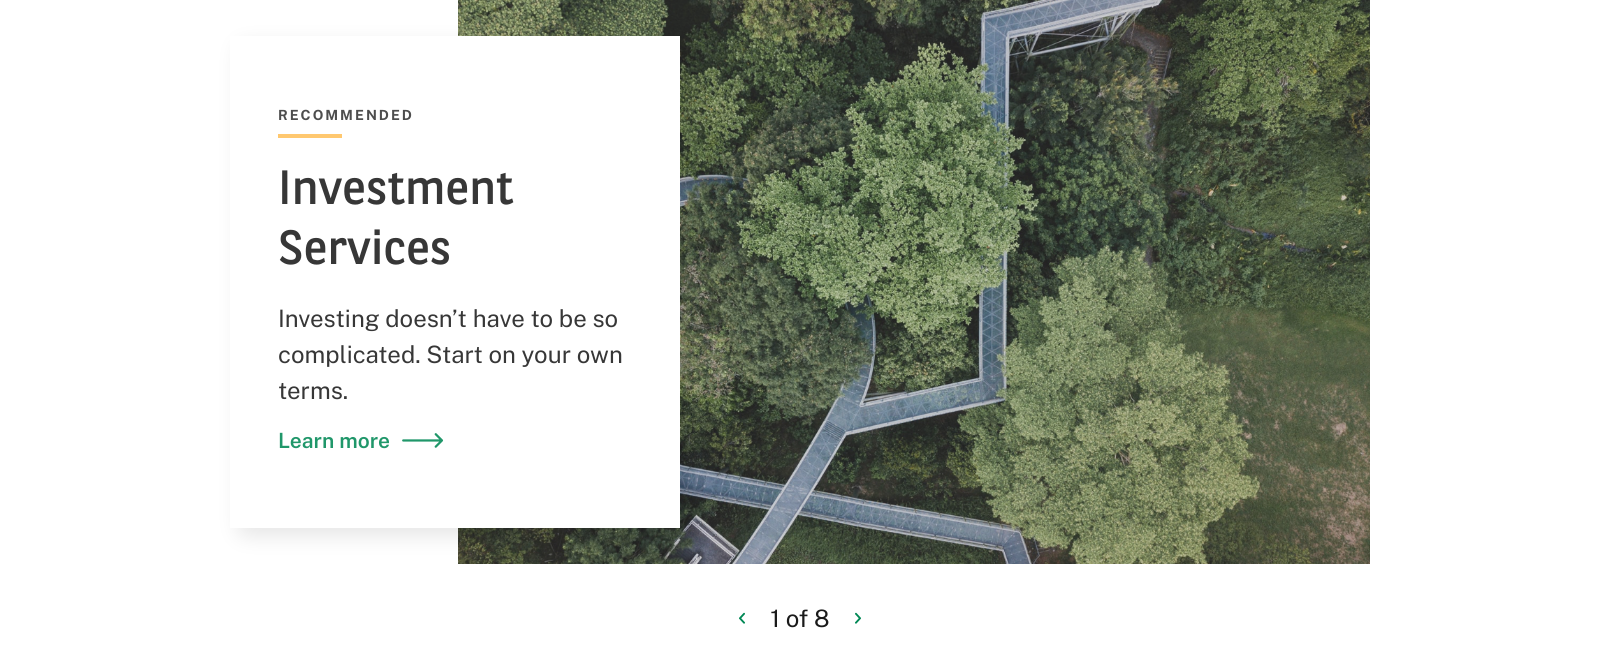 RECOMMENDED
Investment
Services
Investing doesn’t have to be so
complicated. Start on your own
terms.
Learn more
1 of 8